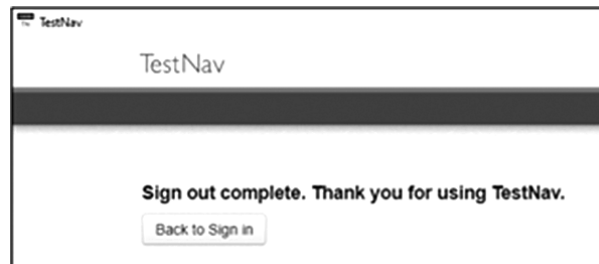 TestNav
TestNav
Sign out complete. Thank you for using TestNav.
Back to Sign in